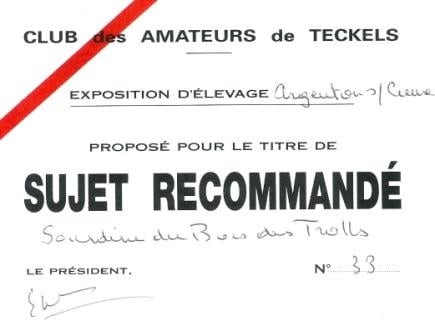 CLUB des AMATEURS de TECKELS
EXPOSITION D'ÉLEVAGE Argentons/Creuse
PROPOSÉ POUR LE TITRE DE
SUJET RECOMMANDÉ
Sourdine du Bois des Trolls
LE PRÉSIDENT, N° 33